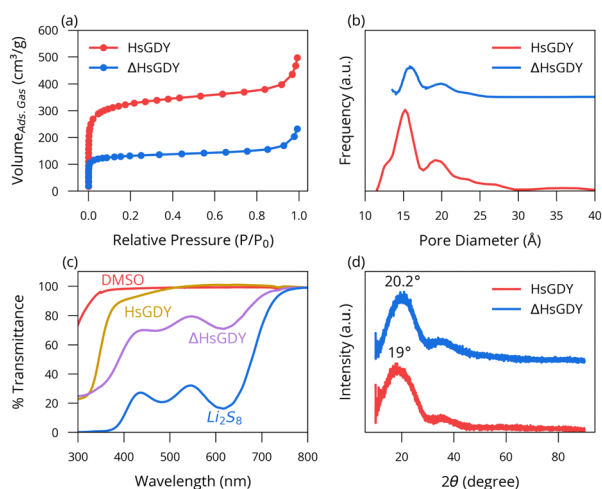 (a)
HsGDY
ΔHsGDY
Volume_Ads. Gas (cm³/g)
600
500
400
300
200
100
0
0.0 0.2 0.4 0.6 0.8 1.0
Relative Pressure (P/P₀)
(b)
HsGDY
ΔHsGDY
Frequency (a.u.)
10 15 20 25 30 35 40
Pore Diameter (Å)
(c)
DMSO
HsGDY
ΔHsGDY
Li₂S₈
% Transmittance
100
80
60
40
20
0
300 400 500 600 700 800
Wavelength (nm)
(d)
20.2°
19°
HsGDY
ΔHsGDY
Intensity (a.u.)
20 40 60 80
2θ (degree)